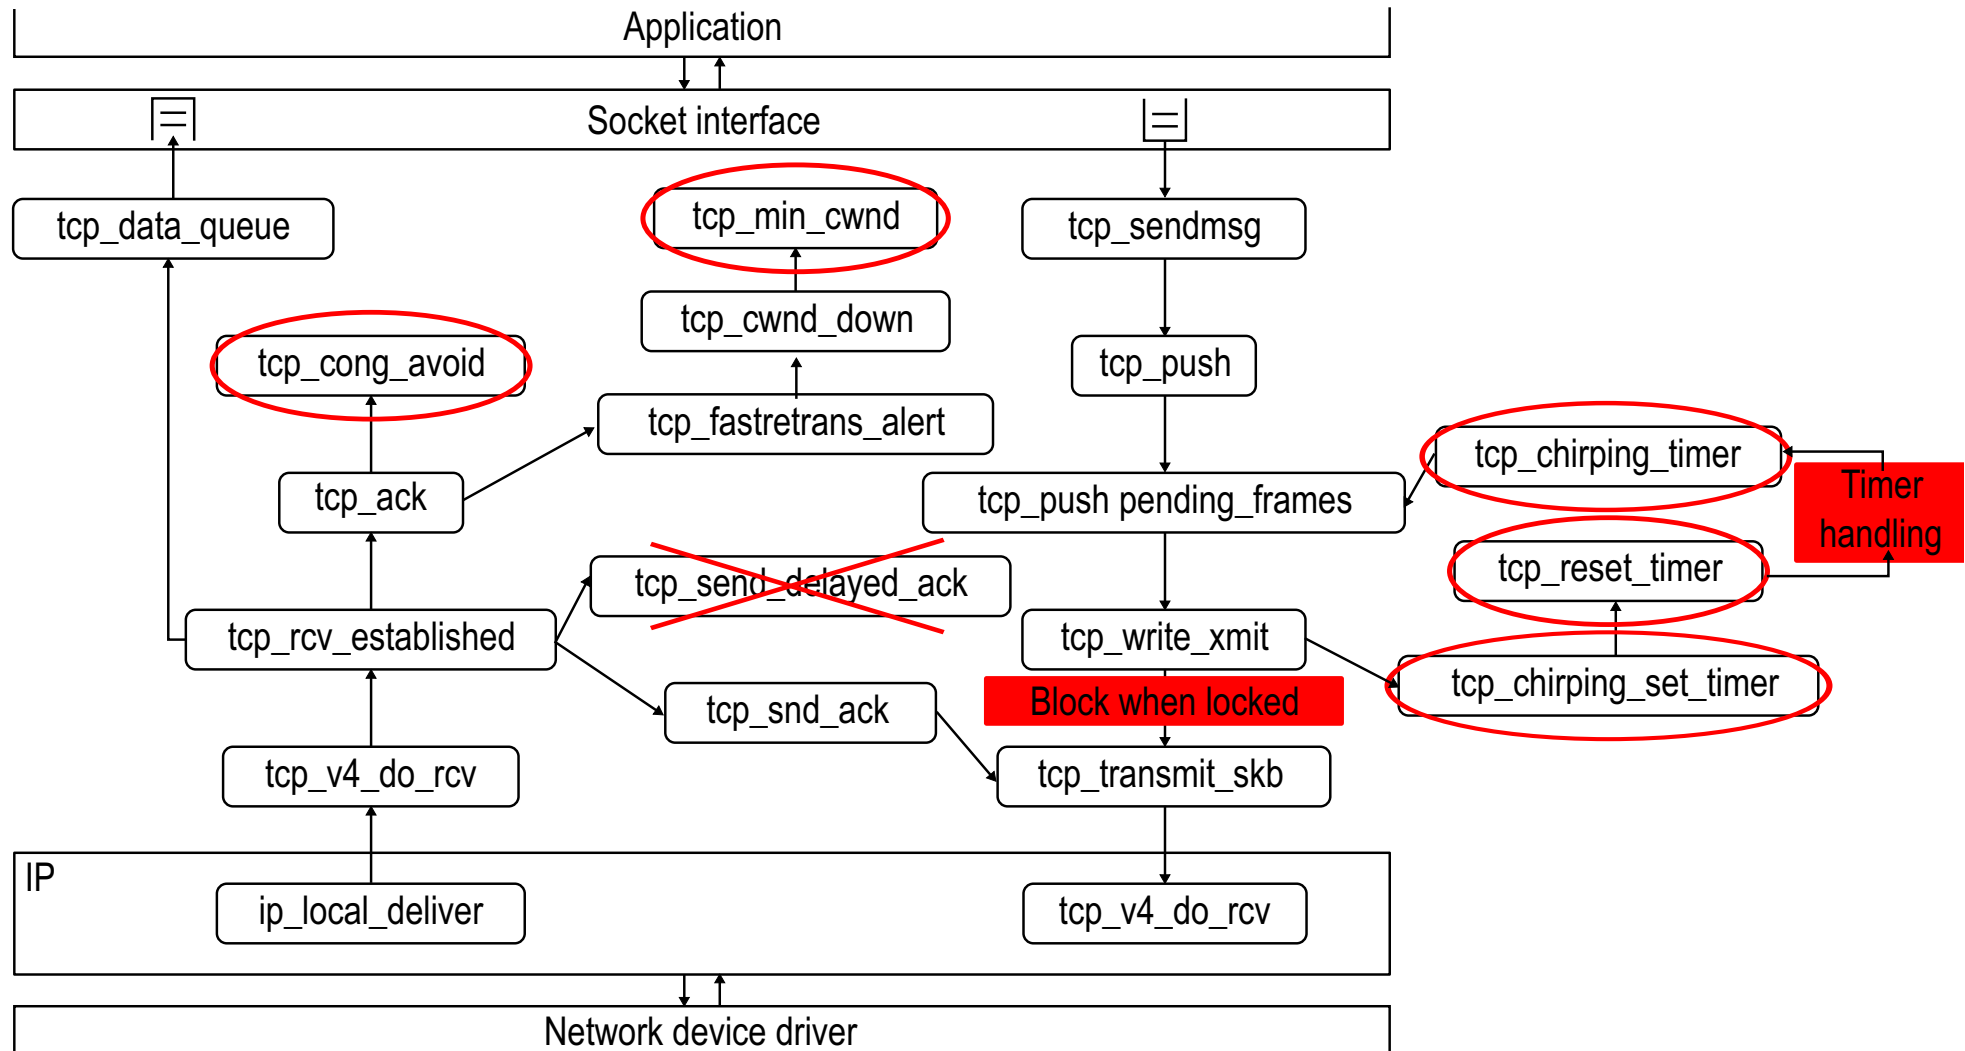 Application
Socket interface
tcp_data_queue
tcp_min_cwnd
tcp_sendmsg
tcp_cwnd_down
tcp_cong_avoid
tcp_push
tcp_fastretrans_alert
tcp_chirping_timer
tcp_ack
tcp_push pending_frames
Timer
handling
tcp_send_delayed_ack
tcp_reset_timer
tcp_rcv_established
tcp_write_xmit
tcp_chirping_set_timer
tcp_snd_ack
Block when locked
tcp_v4_do_rcv
tcp_transmit_skb
IP
ip_local_deliver
tcp_v4_do_rcv
Network device driver